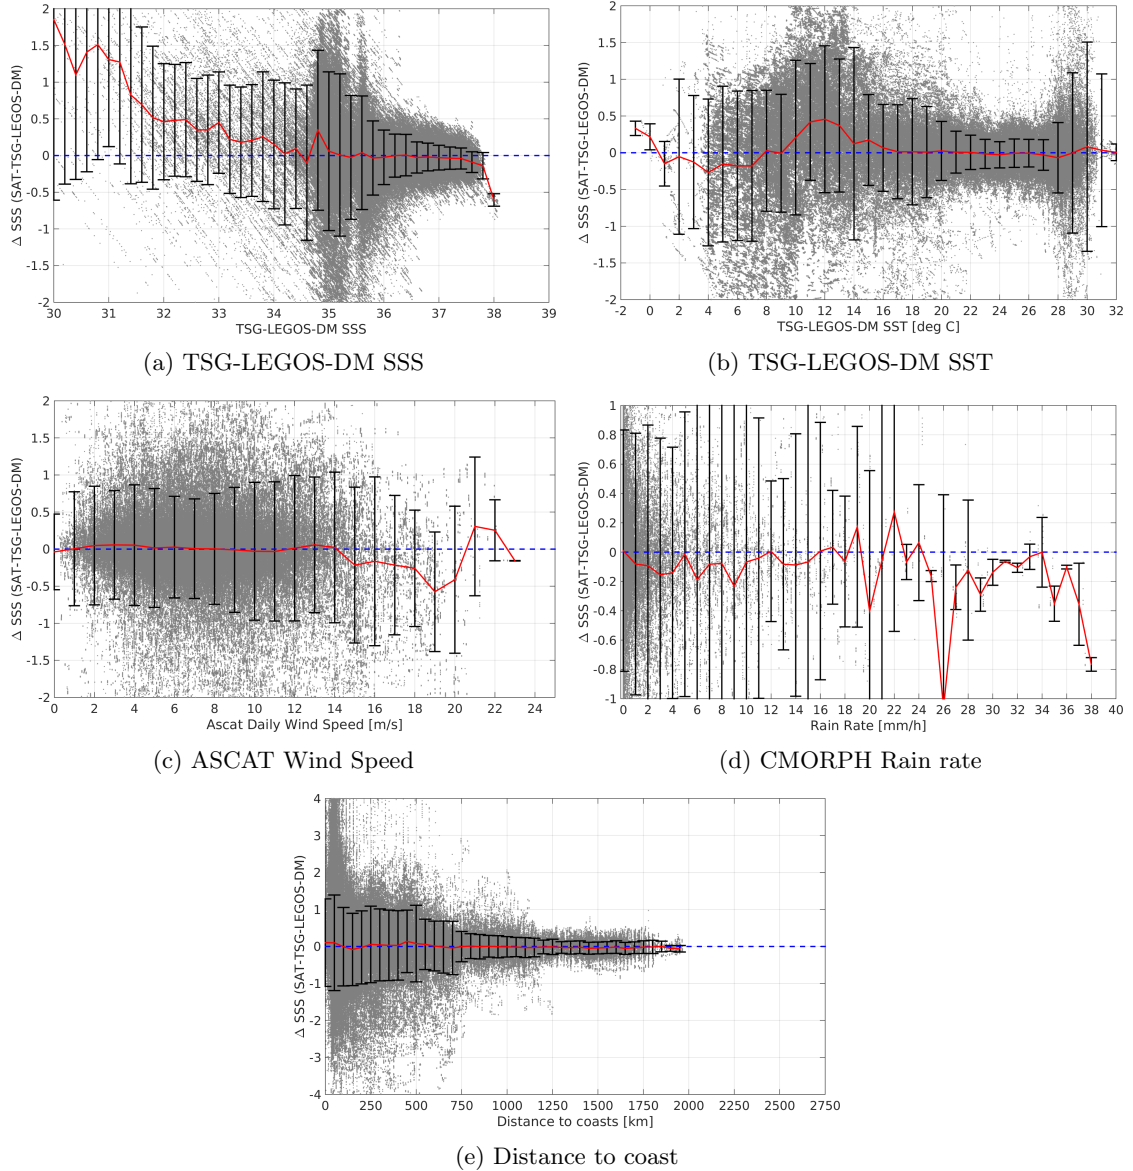 2
1.5
1
0.5
0
-0.5
-1
-1.5
-2
Δ SSS (SAT-TSG-LEGOS-DM)
30 31 32 33 34 35 36 37 38 39
TSG-LEGOS-DM SSS
(a) TSG-LEGOS-DM SSS
2
1.5
1
0.5
0
-0.5
-1
-1.5
-2
Δ SSS (SAT-TSG-LEGOS-DM)
-2 0 2 4 6 8 10 12 14 16 18 20 22 24 26 28 30 32
TSG-LEGOS-DM SST [deg C]
(b) TSG-LEGOS-DM SST
2
1.5
1
0.5
0
-0.5
-1
-1.5
-2
Δ SSS (SAT-TSG-LEGOS-DM)
0 2 4 6 8 10 12 14 16 18 20 22 24
Ascat Daily Wind Speed [m/s]
(c) ASCAT Wind Speed
1
0.8
0.6
0.4
0.2
0
-0.2
-0.4
-0.6
-0.8
-1
Δ SSS (SAT-TSG-LEGOS-DM)
0 2 4 6 8 10 12 14 16 18 20 22 24 26 28 30 32 34 36 38 40
Rain Rate [mm/h]
(d) CMORPH Rain rate
4
3
2
1
0
-1
-2
-3
-4
Δ SSS (SAT-TSG-LEGOS-DM)
0 250 500 750 1000 1250 1500 1750 2000 2250 2500 2750
Distance to coasts [km]
(e) Distance to coast